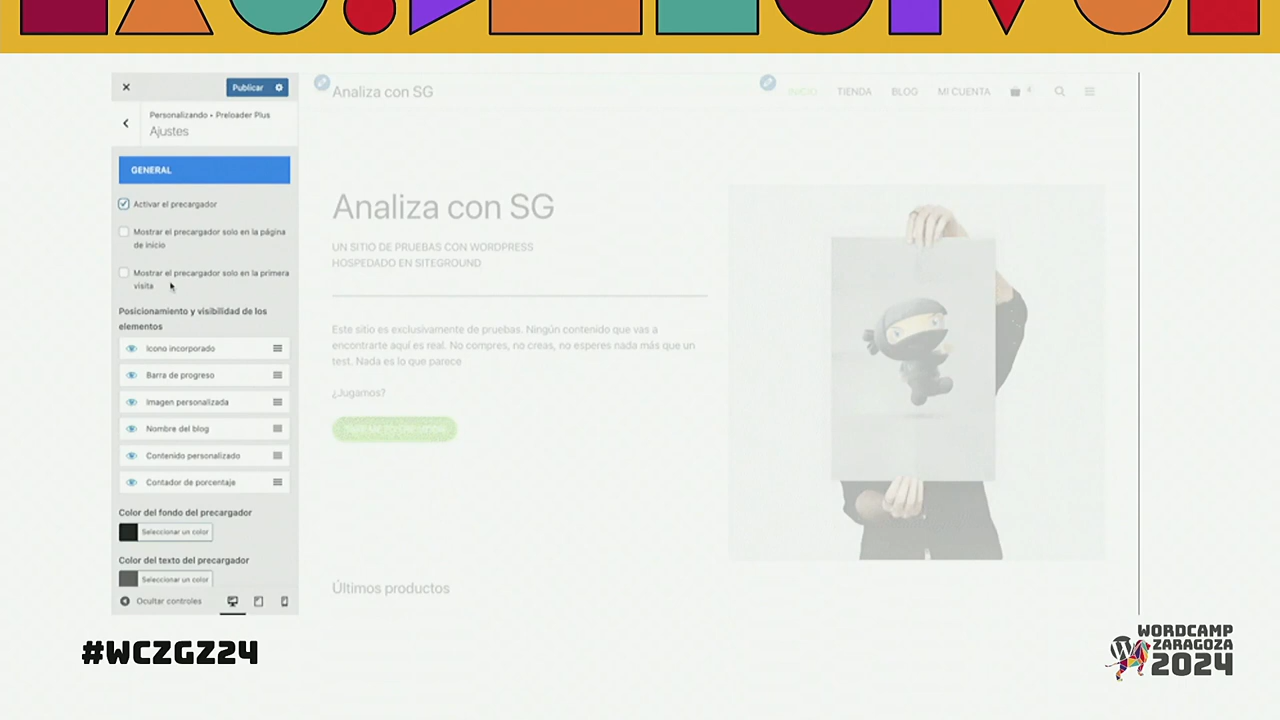 Publicar
Personalizando • Preloader Plus
Ajustes
GENERAL
Activar el precargador
Mostrar el precargador solo en la página
de inicio
Mostrar el precargador solo en la primera
visita
Posicionamiento y visibilidad de los
elementos
Icono incorporado
Barra de progreso
Imagen personalizada
Nombre del blog
Contenido personalizado
Contador de porcentaje
Color del fondo del precargador
Seleccionar un color
Color del texto del precargador
Seleccionar un color
Ocultar controles
Analiza con SG
INICIO
TIENDA
BLOG
MI CUENTA
4
Analiza con SG
UN SITIO DE PRUEBAS CON WORDPRESS
HOSPEDADO EN SITEGROUND
Este sitio es exclusivamente de pruebas. Ningún contenido que vas a
encontrarte aquí es real. No compres, no creas, no esperes nada más que un
test. Nada es lo que parece
¿Jugamos?
Últimos productos
#WCZGZ24
WORDCAMP
ZARAGOZA
2024